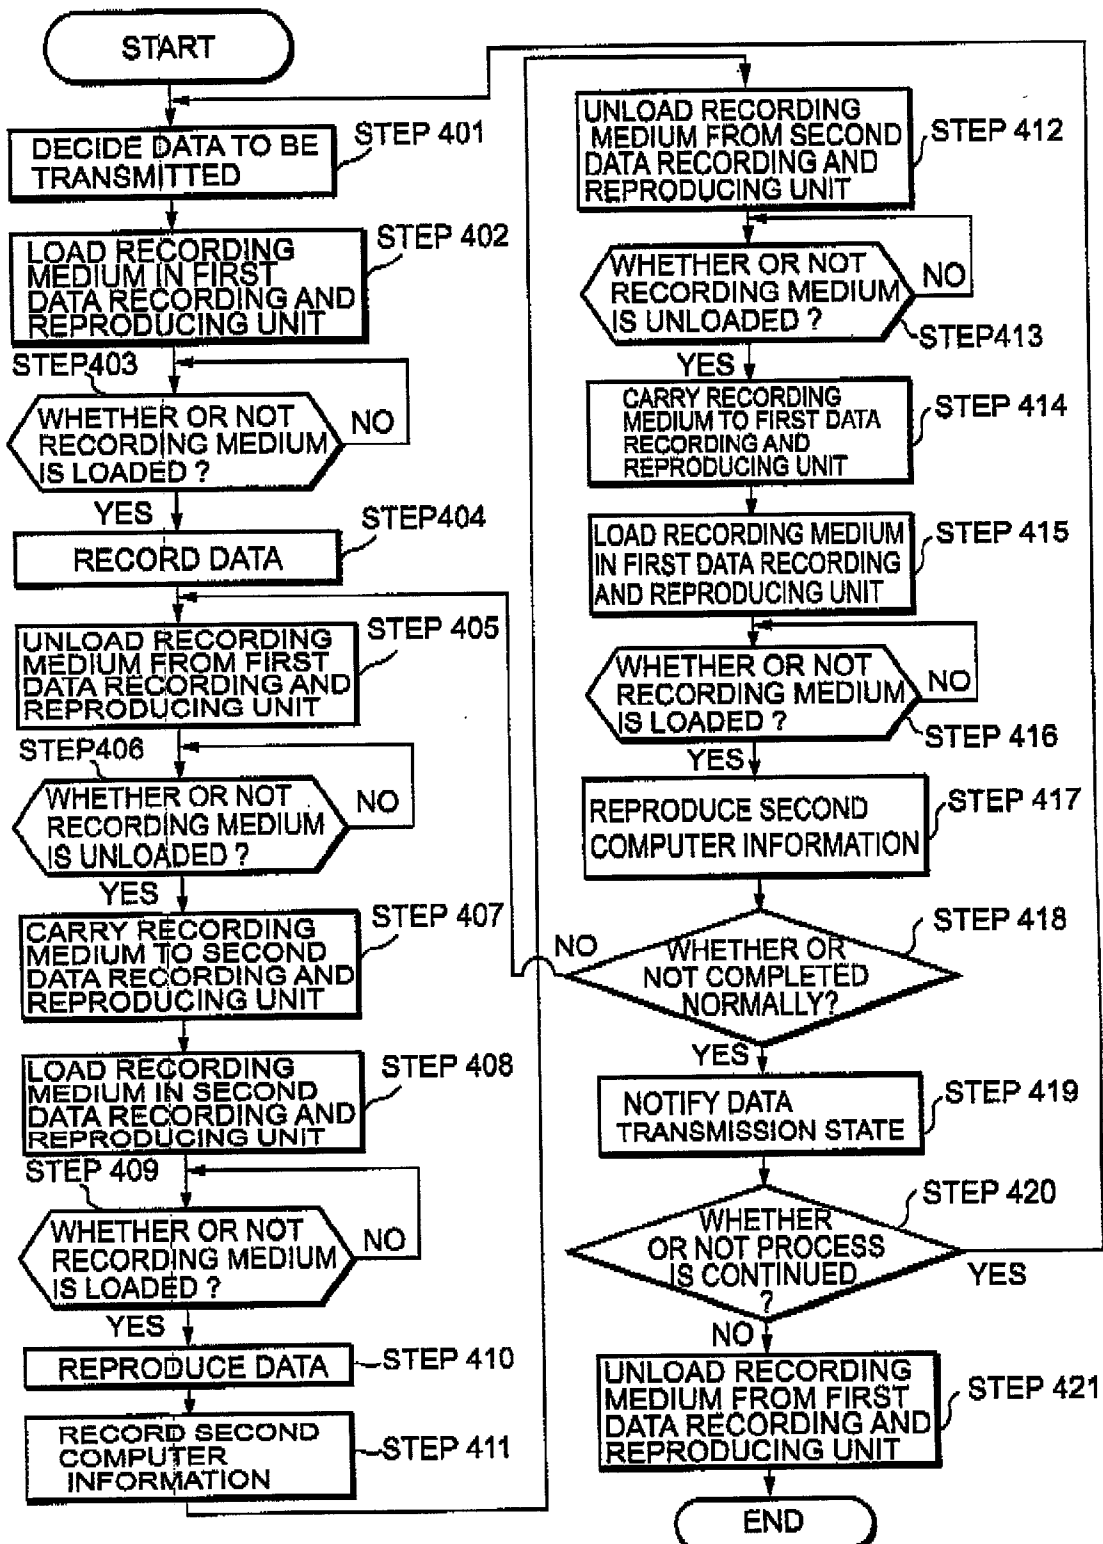 START
DECIDE DATA TO BE
TRANSMITTED
STEP 401
LOAD RECORDING
MEDIUM IN FIRST
DATA RECORDING AND
REPRODUCING UNIT
STEP 402
STEP403
WHETHER OR NOT
RECORDING MEDIUM
IS LOADED ?
NO
YES
RECORD DATA
STEP404
UNLOAD RECORDING
MEDIUM FROM FIRST
DATA RECORDING AND
REPRODUCING UNIT
STEP 405
STEP406
WHETHER OR NOT
RECORDING MEDIUM
IS UNLOADED ?
NO
YES
CARRY RECORDING
MEDIUM TO SECOND
DATA RECORDING AND
REPRODUCING UNIT
STEP 407
LOAD RECORDING
MEDIUM IN SECOND
DATA RECORDING AND
REPRODUCING UNIT
STEP 408
STEP 409
WHETHER OR NOT
RECORDING MEDIUM
IS LOADED ?
NO
YES
REPRODUCE DATA
STEP 410
RECORD SECOND
COMPUTER
INFORMATION
STEP 411
UNLOAD RECORDING
MEDIUM FROM SECOND
DATA RECORDING AND
REPRODUCING UNIT
STEP 412
WHETHER OR NOT
RECORDING MEDIUM
IS UNLOADED ?
NO
STEP413
YES
CARRY RECORDING
MEDIUM TO FIRST DATA
RECORDING AND
REPRODUCING UNIT
STEP 414
LOAD RECORDING MEDIUM
IN FIRST DATA RECORDING
AND REPRODUCING UNIT
STEP 415
WHETHER OR NOT
RECORDING MEDIUM
IS LOADED ?
NO
STEP 416
YES
REPRODUCE SECOND
COMPUTER INFORMATION
STEP 417
NO
WHETHER OR
NOT COMPLETED
NORMALLY?
STEP 418
YES
NOTIFY DATA
TRANSMISSION STATE
STEP 419
WHETHER
OR NOT PROCESS
IS CONTINUED
?
STEP 420
YES
NO
UNLOAD RECORDING
MEDIUM FROM FIRST
DATA RECORDING AND
REPRODUCING UNIT
STEP 421
END